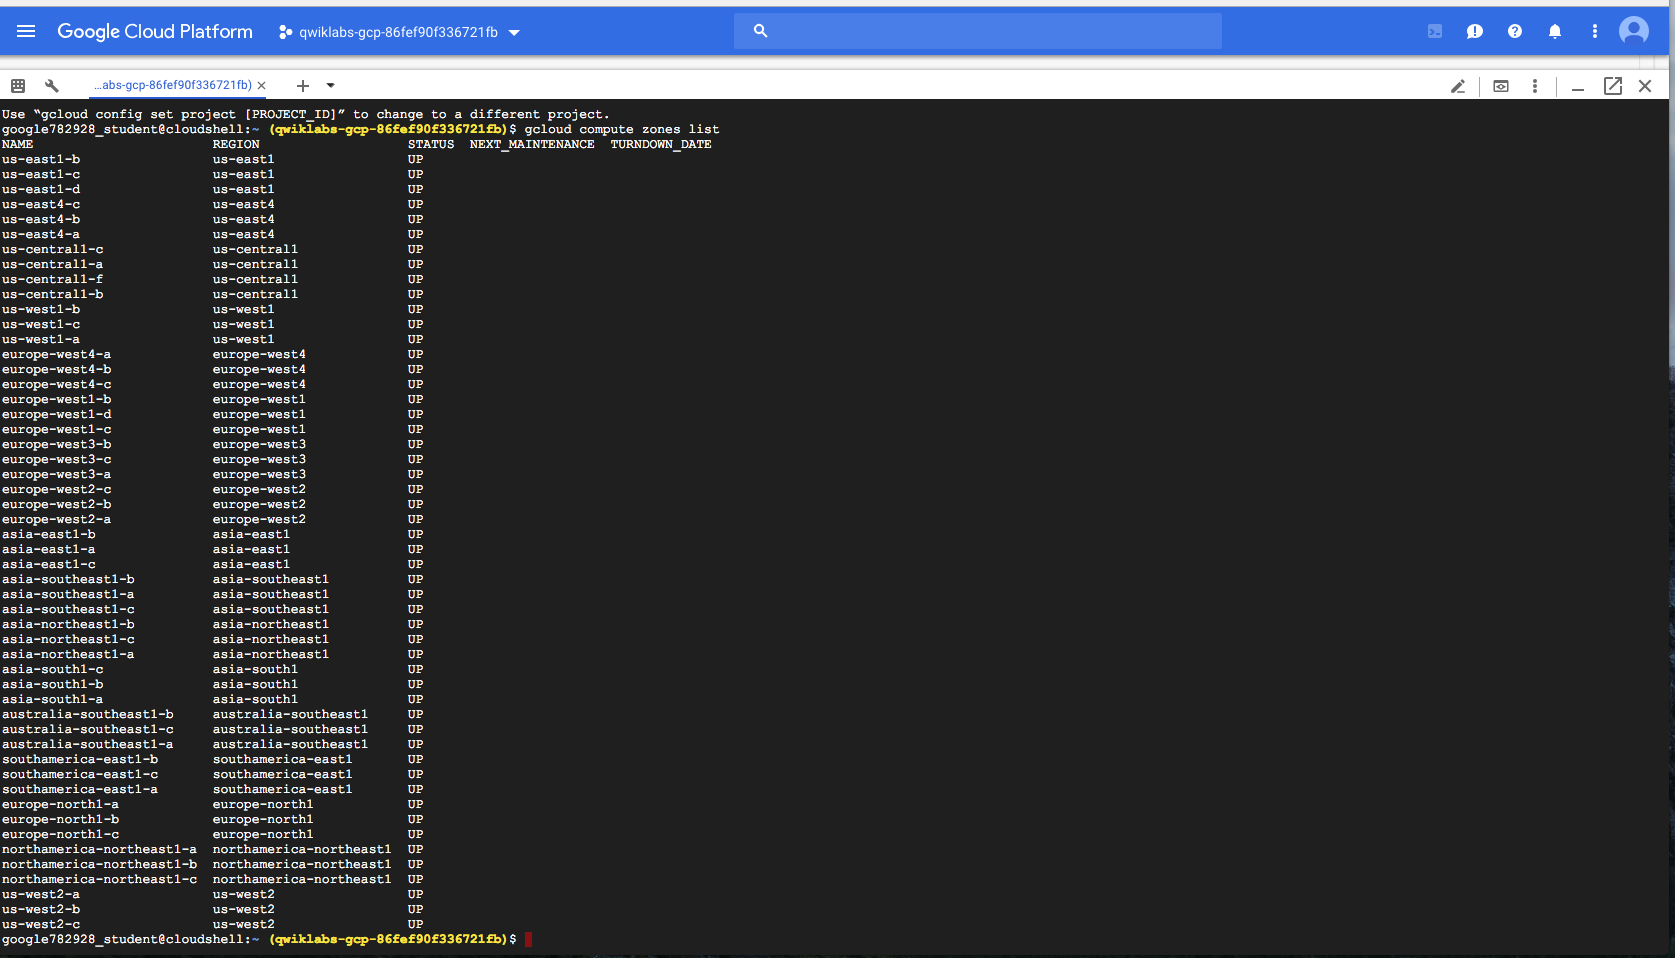 Google Cloud Platform qwiklabs-gcp-86fef90f336721fb
...abs-gcp-86fef90f336721fb)
Use “gcloud config set project [PROJECT_ID]” to change to a different project.
google782928_student@cloudshell:~ (qwiklabs-gcp-86fef90f336721fb)$ gcloud compute zones list
NAME REGION STATUS NEXT_MAINTENANCE TURNDOWN_DATE
us-east1-b us-east1 UP
us-east1-c us-east1 UP
us-east1-d us-east1 UP
us-east4-c us-east4 UP
us-east4-b us-east4 UP
us-east4-a us-east4 UP
us-central1-c us-central1 UP
us-central1-a us-central1 UP
us-central1-f us-central1 UP
us-central1-b us-central1 UP
us-west1-b us-west1 UP
us-west1-c us-west1 UP
us-west1-a us-west1 UP
europe-west4-a europe-west4 UP
europe-west4-b europe-west4 UP
europe-west4-c europe-west4 UP
europe-west1-b europe-west1 UP
europe-west1-d europe-west1 UP
europe-west1-c europe-west1 UP
europe-west3-b europe-west3 UP
europe-west3-c europe-west3 UP
europe-west3-a europe-west3 UP
europe-west2-c europe-west2 UP
europe-west2-b europe-west2 UP
europe-west2-a europe-west2 UP
asia-east1-b asia-east1 UP
asia-east1-a asia-east1 UP
asia-east1-c asia-east1 UP
asia-southeast1-b asia-southeast1 UP
asia-southeast1-a asia-southeast1 UP
asia-southeast1-c asia-southeast1 UP
asia-northeast1-b asia-northeast1 UP
asia-northeast1-c asia-northeast1 UP
asia-northeast1-a asia-northeast1 UP
asia-south1-c asia-south1 UP
asia-south1-b asia-south1 UP
asia-south1-a asia-south1 UP
australia-southeast1-b australia-southeast1 UP
australia-southeast1-c australia-southeast1 UP
australia-southeast1-a australia-southeast1 UP
southamerica-east1-b southamerica-east1 UP
southamerica-east1-c southamerica-east1 UP
southamerica-east1-a southamerica-east1 UP
europe-north1-a europe-north1 UP
europe-north1-b europe-north1 UP
europe-north1-c europe-north1 UP
northamerica-northeast1-a northamerica-northeast1 UP
northamerica-northeast1-b northamerica-northeast1 UP
northamerica-northeast1-c northamerica-northeast1 UP
us-west2-a us-west2 UP
us-west2-b us-west2 UP
us-west2-c us-west2 UP
google782928_student@cloudshell:~ (qwiklabs-gcp-86fef90f336721fb)$